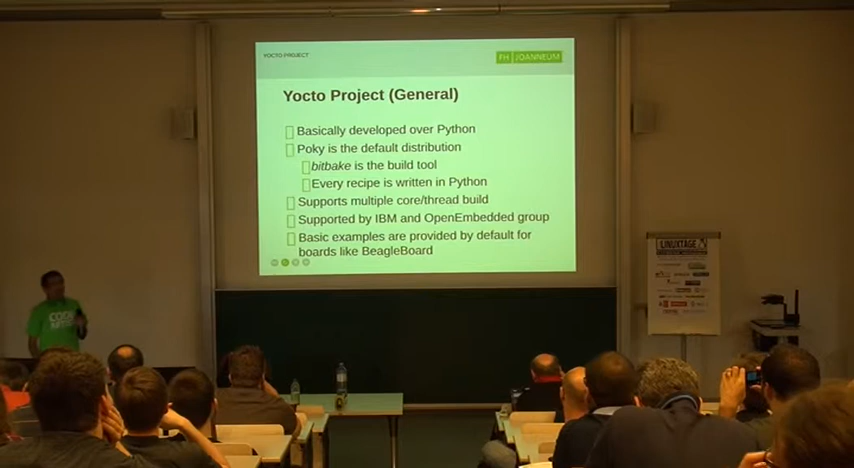 YOCTO-PROJECT
FH JOANNEUM
Yocto Project (General)
Basically developed over Python
Poky is the default distribution
bitbake is the build tool
Every recipe is written in Python
Supports multiple core/thread build
Supported by IBM and OpenEmbedded group
Basic examples are provided by default for
boards like BeagleBoard
LINUXTAGE
CODE